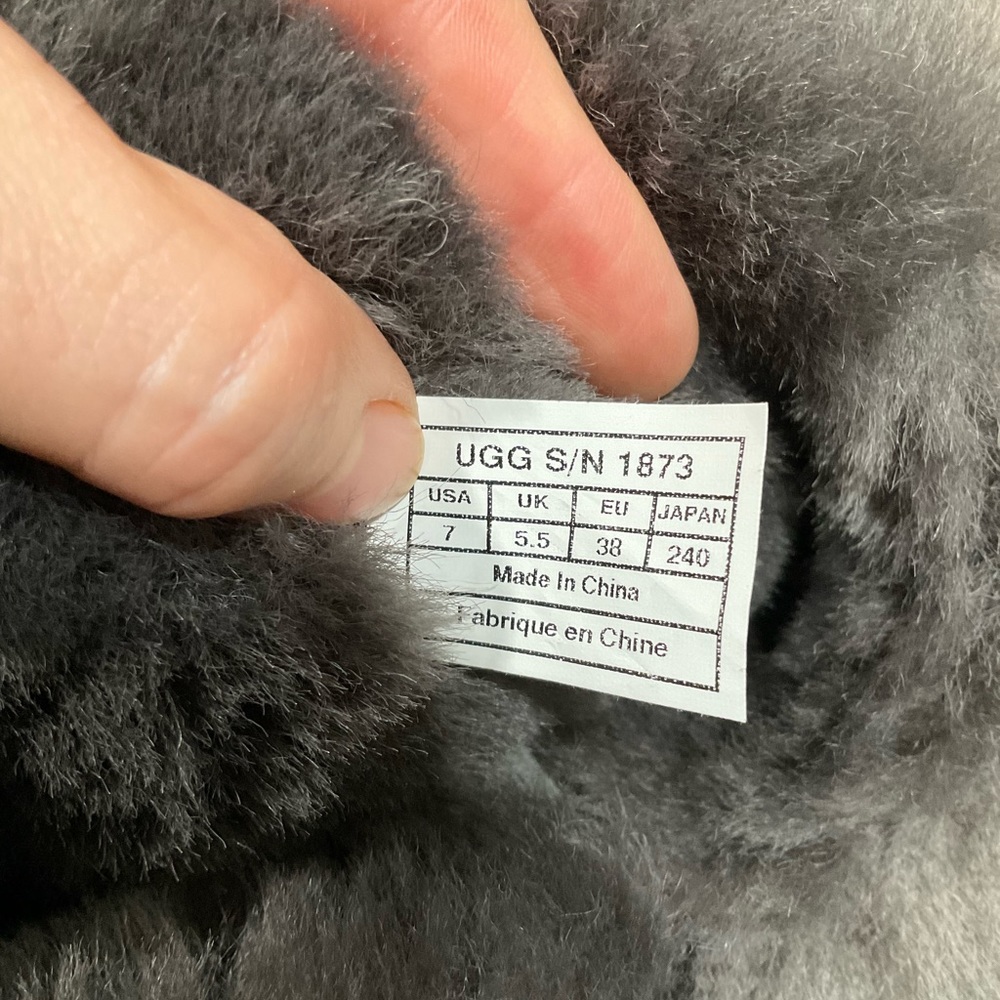 UGG S/N 1873
USA UK EU JAPAN
7 5.5 38 240
Made In China
Fabrique en Chine